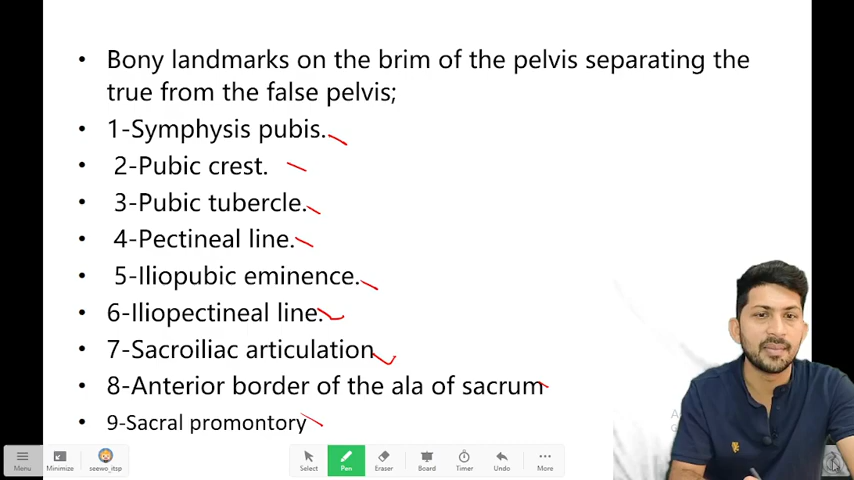 • Bony landmarks on the brim of the pelvis separating the
true from the false pelvis;
• 1-Symphysis pubis.
• 2-Pubic crest.
• 3-Pubic tubercle.
• 4-Pectineal line.
• 5-Iliopubic eminence.
• 6-Iliopectineal line.
• 7-Sacroiliac articulation
• 8-Anterior border of the ala of sacrum
• 9-Sacral promontory
Menu Minimize seewo_itsp Select Pen Eraser Board Timer Undo More